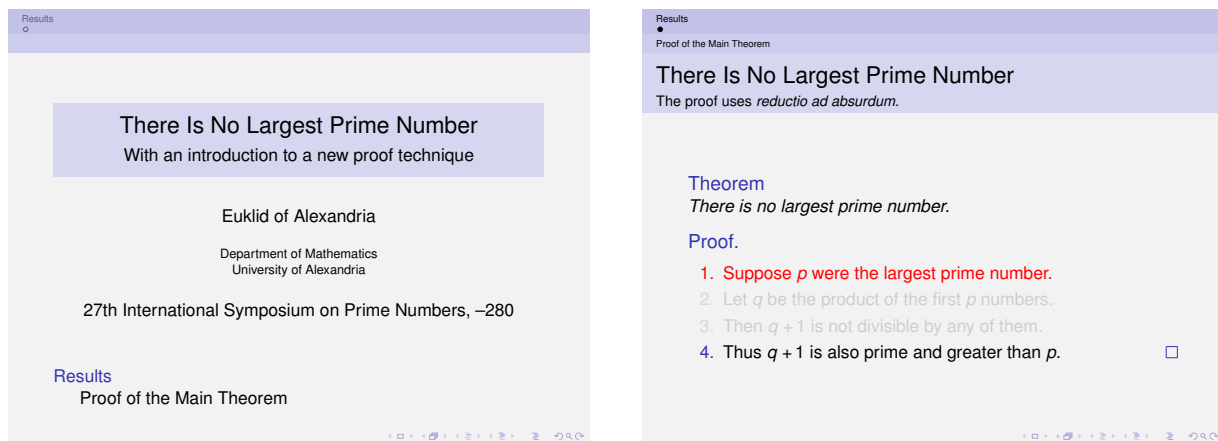 Results
There Is No Largest Prime Number
With an introduction to a new proof technique
Euklid of Alexandria
Department of Mathematics
University of Alexandria
27th International Symposium on Prime Numbers, –280
Results
Proof of the Main Theorem
Results
Proof of the Main Theorem
There Is No Largest Prime Number
The proof uses reductio ad absurdum.
Theorem
There is no largest prime number.
Proof.
1. Suppose p were the largest prime number.
2. Let q be the product of the first p numbers.
3. Then q + 1 is not divisible by any of them.
4. Thus q + 1 is also prime and greater than p.